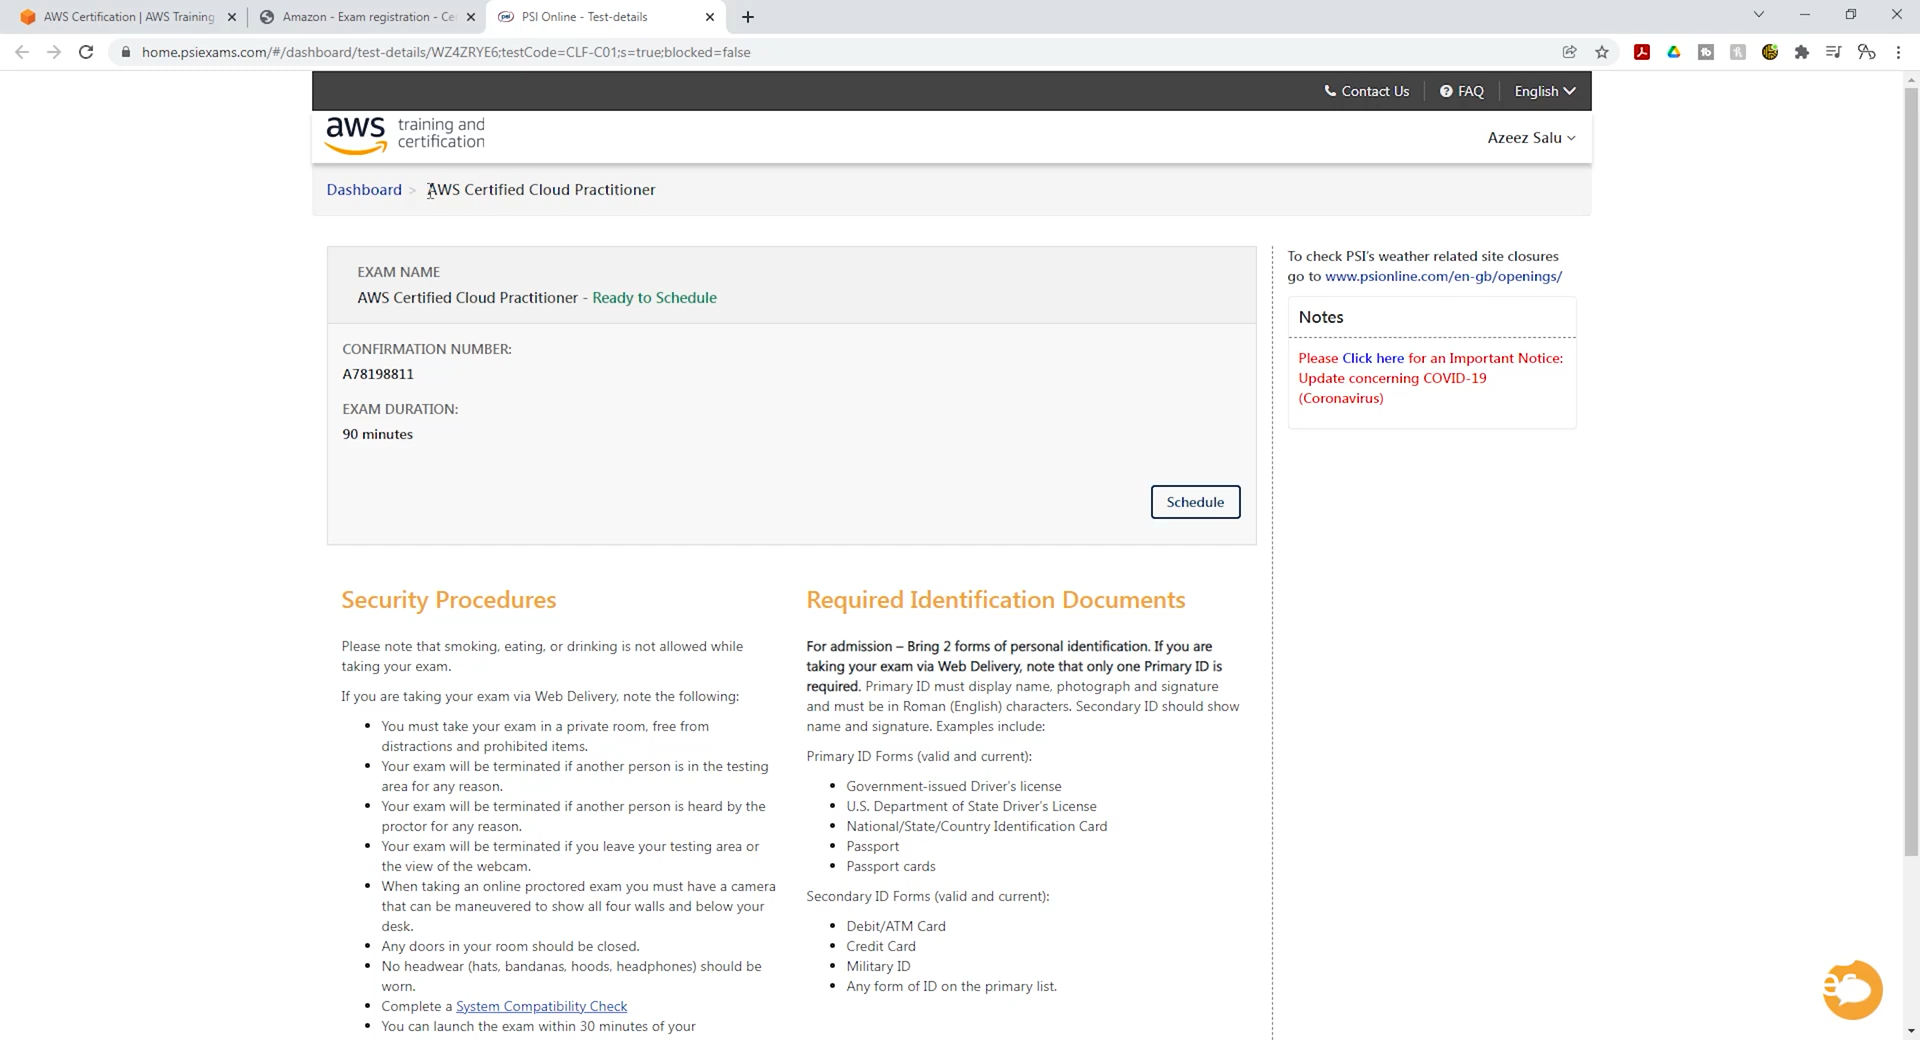 AWS Certification | AWS Training
Amazon - Exam registration - Ce
PSI Online - Test-details
home.psiexams.com/#/dashboard/test-details/WZ4ZRYE6;testCode=CLF-C01;s=true;blocked=false
Contact Us
FAQ
English
aws training and certification
Azeez Salu
Dashboard > AWS Certified Cloud Practitioner
EXAM NAME
AWS Certified Cloud Practitioner - Ready to Schedule
CONFIRMATION NUMBER:
A78198811
EXAM DURATION:
90 minutes
Schedule
To check PSI's weather related site closures
go to www.psionline.com/en-gb/openings/
Notes
Please Click here for an Important Notice:
Update concerning COVID-19
(Coronavirus)
Security Procedures
Please note that smoking, eating, or drinking is not allowed while
taking your exam.
If you are taking your exam via Web Delivery, note the following:
• You must take your exam in a private room, free from
distractions and prohibited items.
• Your exam will be terminated if another person is in the testing
area for any reason.
• Your exam will be terminated if another person is heard by the
proctor for any reason.
• Your exam will be terminated if you leave your testing area or
the view of the webcam.
• When taking an online proctored exam you must have a camera
that can be maneuvered to show all four walls and below your
desk.
• Any doors in your room should be closed.
• No headwear (hats, bandanas, hoods, headphones) should be
worn.
• Complete a System Compatibility Check
• You can launch the exam within 30 minutes of your
Required Identification Documents
For admission – Bring 2 forms of personal identification. If you are
taking your exam via Web Delivery, note that only one Primary ID is
required. Primary ID must display name, photograph and signature
and must be in Roman (English) characters. Secondary ID should show
name and signature. Examples include:
Primary ID Forms (valid and current):
• Government-issued Driver's license
• U.S. Department of State Driver's License
• National/State/Country Identification Card
• Passport
• Passport cards
Secondary ID Forms (valid and current):
• Debit/ATM Card
• Credit Card
• Military ID
• Any form of ID on the primary list.